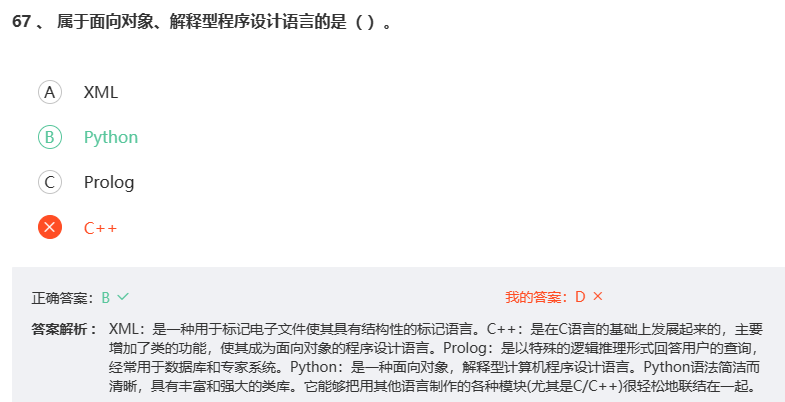 67 、 属于面向对象、解释型程序设计语言的是（ ）。
A XML
B Python
C Prolog
C++
正确答案： B 我的答案： D
答案解析： XML：是一种用于标记电子文件使其具有结构性的标记语言。C++：是在C语言的基础上发展起来的，主要
增加了类的功能，使其成为面向对象的程序设计语言。Prolog：是以特殊的逻辑推理形式回答用户的查询，
经常用于数据库和专家系统。Python：是一种面向对象，解释型计算机程序设计语言。Python语法简洁而
清晰，具有丰富和强大的类库。它能够把用其他语言制作的各种模块(尤其是C/C++)很轻松地联结在一起。